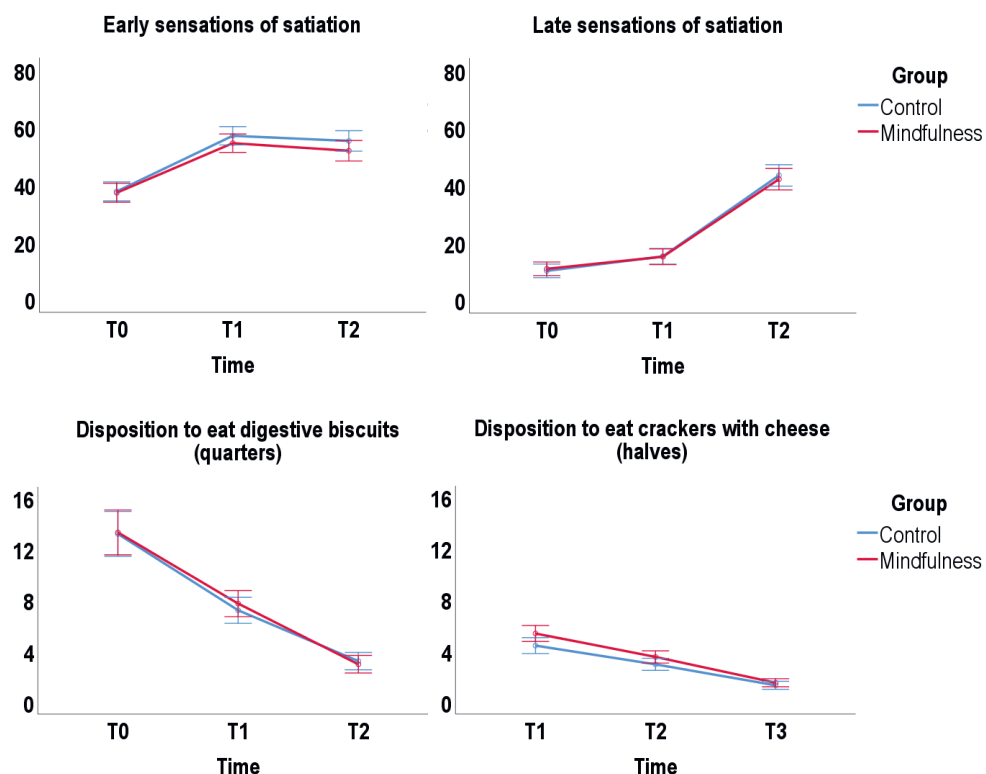 Early sensations of satiation
80
60
40
20
0
T0 T1 T2
Time
Late sensations of satiation
80
60
40
20
0
T0 T1 T2
Time
Group
Control
Mindfulness
Disposition to eat digestive biscuits
(quarters)
16
12
8
4
0
T0 T1 T2
Time
Disposition to eat crackers with cheese
(halves)
16
12
8
4
0
T1 T2 T3
Time
Group
Control
Mindfulness